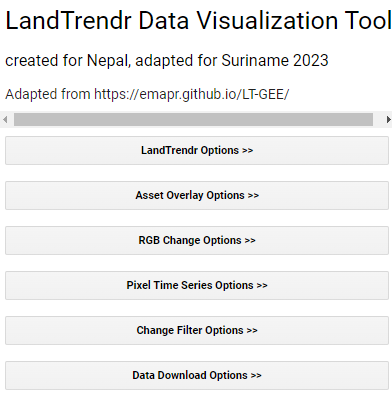 LandTrendr Data Visualization Tool
created for Nepal, adapted for Suriname 2023
Adapted from https://emapr.github.io/LT-GEE/
LandTrendr Options >>
Asset Overlay Options >>
RGB Change Options >>
Pixel Time Series Options >>
Change Filter Options >>
Data Download Options >>